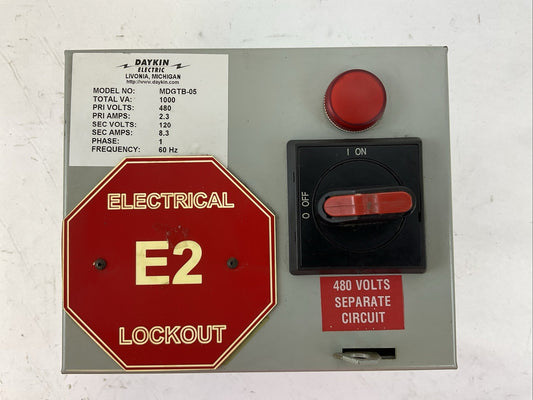 DAYKIN
ELECTRIC
LIVONIA, MICHIGAN
http://www.daykin.com
MODEL NO: MDGTB-05
TOTAL VA: 1000
PRI VOLTS: 480
PRI AMPS: 2.3
SEC VOLTS: 120
SEC AMPS: 8.3
PHASE: 1
FREQUENCY: 60 Hz
ELECTRICAL
E2
LOCKOUT
I ON
O OFF
480 VOLTS
SEPARATE
CIRCUIT